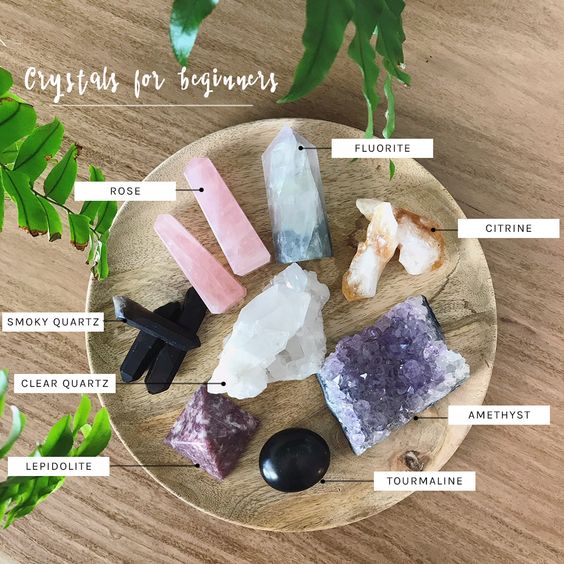 Crystals for beginners
FLUORITE
ROSE
CITRINE
SMOKY QUARTZ
CLEAR QUARTZ
AMETHYST
LEPIDOLITE
TOURMALINE